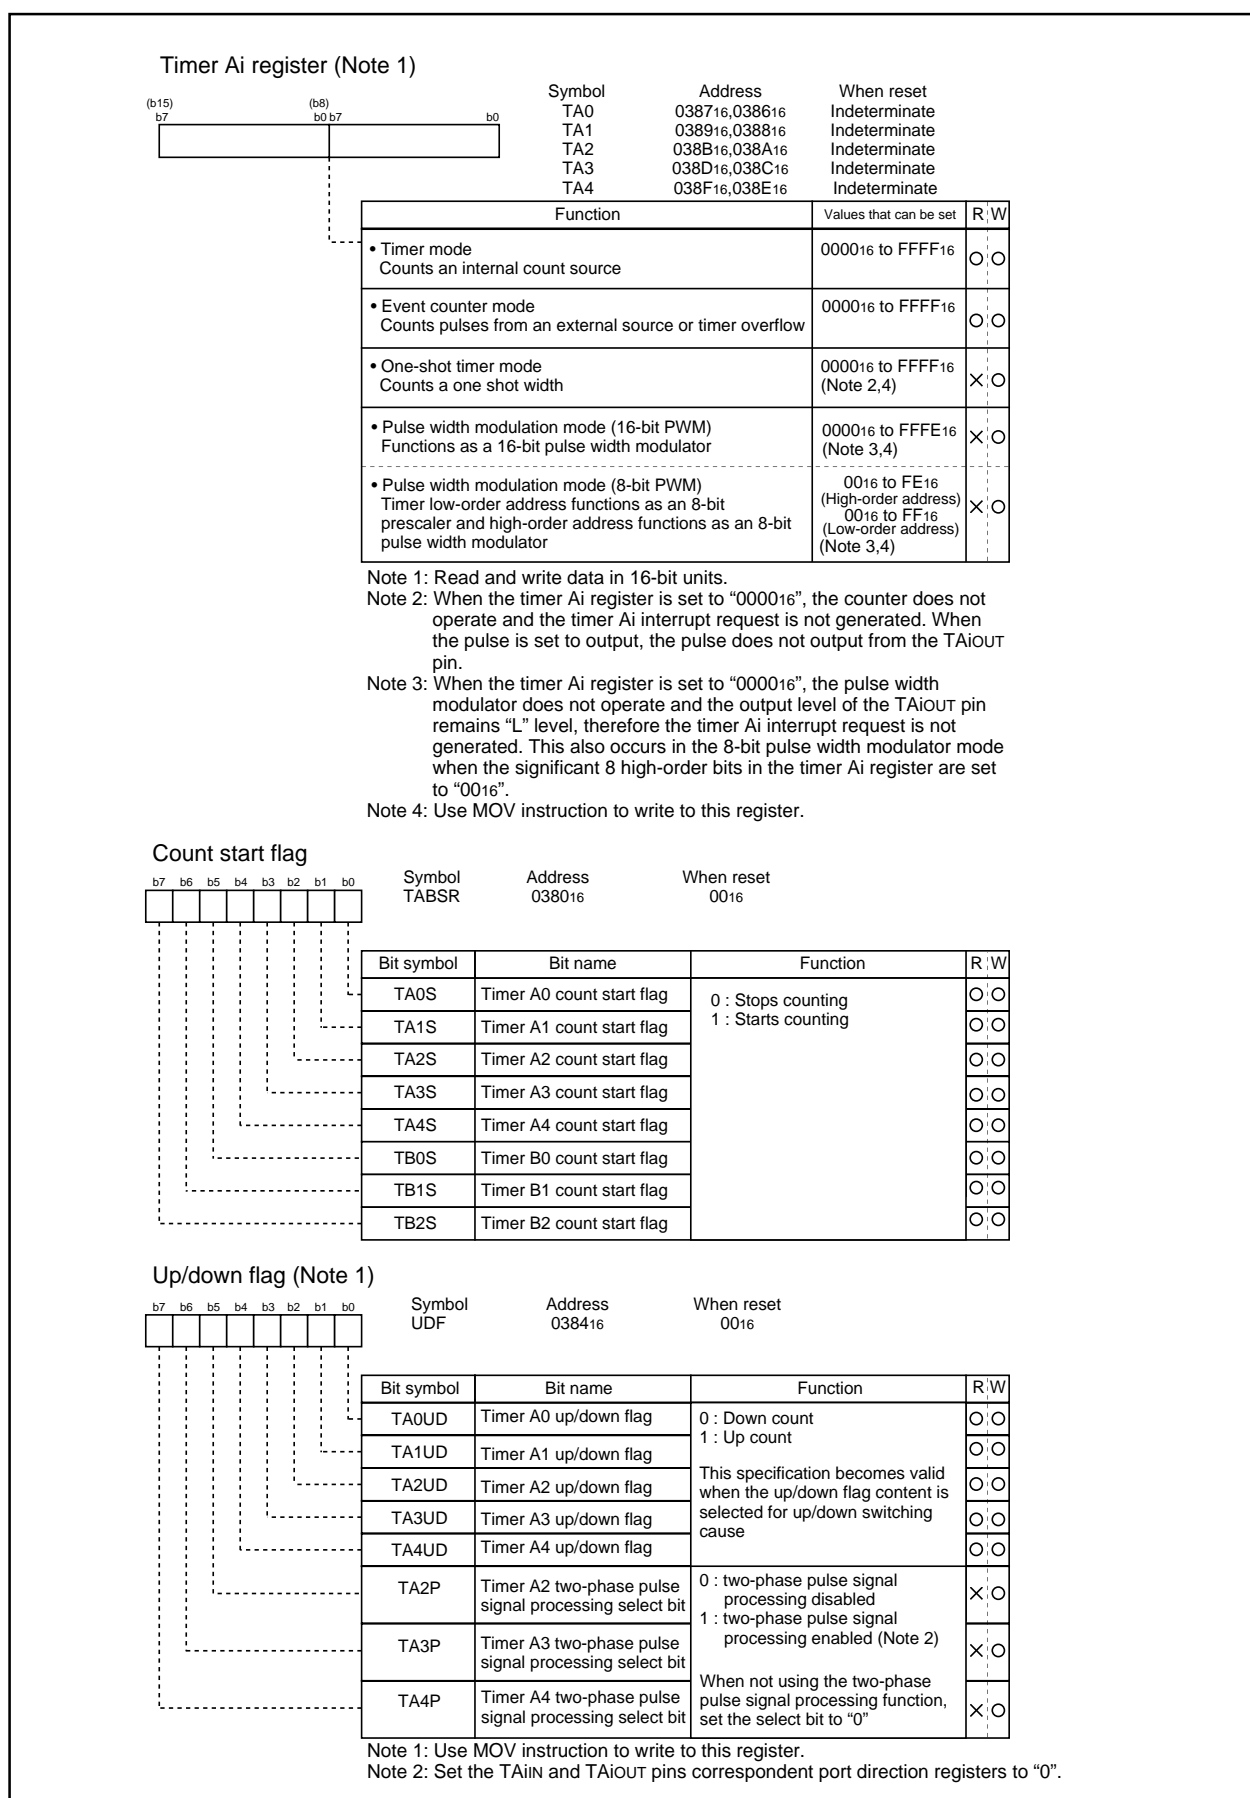 Timer Ai register (Note 1)
Symbol Address When reset
(b15) (b8)
b7 b0 b7 b0
TA0 038716,038616 Indeterminate
TA1 038916,038816 Indeterminate
TA2 038B16,038A16 Indeterminate
TA3 038D16,038C16 Indeterminate
TA4 038F16,038E16 Indeterminate
Function Values that can be set R W
• Timer mode 000016 to FFFF16
Counts an internal count source
• Event counter mode 000016 to FFFF16
Counts pulses from an external source or timer overflow
• One-shot timer mode 000016 to FFFF16
Counts a one shot width (Note 2,4)
• Pulse width modulation mode (16-bit PWM) 000016 to FFFE16
Functions as a 16-bit pulse width modulator (Note 3,4)
• Pulse width modulation mode (8-bit PWM) 0016 to FE16
Timer low-order address functions as an 8-bit (High-order address)
prescaler and high-order address functions as an 8-bit 0016 to FF16
pulse width modulator (Low-order address)
(Note 3,4)
Note 1: Read and write data in 16-bit units.
Note 2: When the timer Ai register is set to “000016”, the counter does not
operate and the timer Ai interrupt request is not generated. When
the pulse is set to output, the pulse does not output from the TAiOUT
pin.
Note 3: When the timer Ai register is set to “000016”, the pulse width
modulator does not operate and the output level of the TAiOUT pin
remains “L” level, therefore the timer Ai interrupt request is not
generated. This also occurs in the 8-bit pulse width modulator mode
when the significant 8 high-order bits in the timer Ai register are set
to “0016”.
Note 4: Use MOV instruction to write to this register.
Count start flag
b7 b6 b5 b4 b3 b2 b1 b0
Symbol Address When reset
TABSR 038016 0016
Bit symbol Bit name Function R W
TA0S Timer A0 count start flag 0 : Stops counting
1 : Starts counting
TA1S Timer A1 count start flag
TA2S Timer A2 count start flag
TA3S Timer A3 count start flag
TA4S Timer A4 count start flag
TB0S Timer B0 count start flag
TB1S Timer B1 count start flag
TB2S Timer B2 count start flag
Up/down flag (Note 1)
b7 b6 b5 b4 b3 b2 b1 b0
Symbol Address When reset
UDF 038416 0016
Bit symbol Bit name Function R W
TA0UD Timer A0 up/down flag 0 : Down count
1 : Up count
TA1UD Timer A1 up/down flag
This specification becomes valid
TA2UD Timer A2 up/down flag when the up/down flag content is
selected for up/down switching
TA3UD Timer A3 up/down flag cause
TA4UD Timer A4 up/down flag
TA2P Timer A2 two-phase pulse 0 : two-phase pulse signal
signal processing select bit processing disabled
1 : two-phase pulse signal
TA3P Timer A3 two-phase pulse processing enabled (Note 2)
signal processing select bit
When not using the two-phase
TA4P Timer A4 two-phase pulse pulse signal processing function,
signal processing select bit set the select bit to “0”
Note 1: Use MOV instruction to write to this register.
Note 2: Set the TAiIN and TAiOUT pins correspondent port direction registers to “0”.